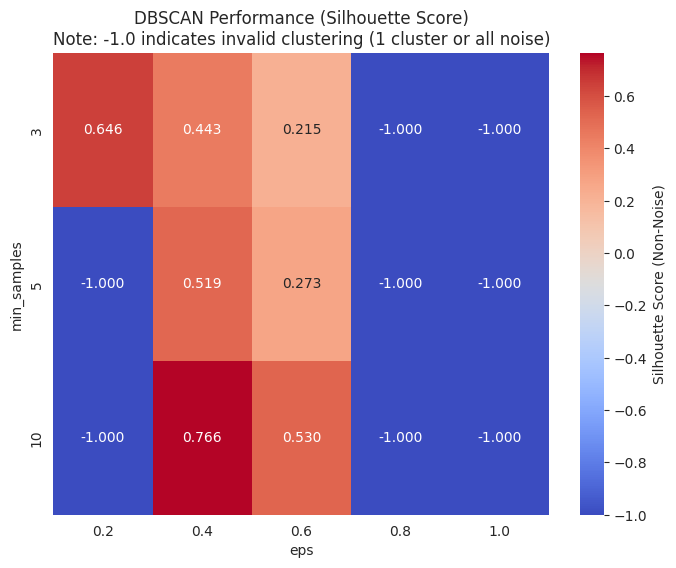 DBSCAN Performance (Silhouette Score)
Note: -1.0 indicates invalid clustering (1 cluster or all noise)
3
0.646 0.443 0.215 -1.000 -1.000
5
-1.000 0.519 0.273 -1.000 -1.000
10
-1.000 0.766 0.530 -1.000 -1.000
min_samples
0.2 0.4 0.6 0.8 1.0
eps
0.6
0.4
0.2
0.0
−0.2
−0.4
−0.6
−0.8
−1.0
Silhouette Score (Non-Noise)